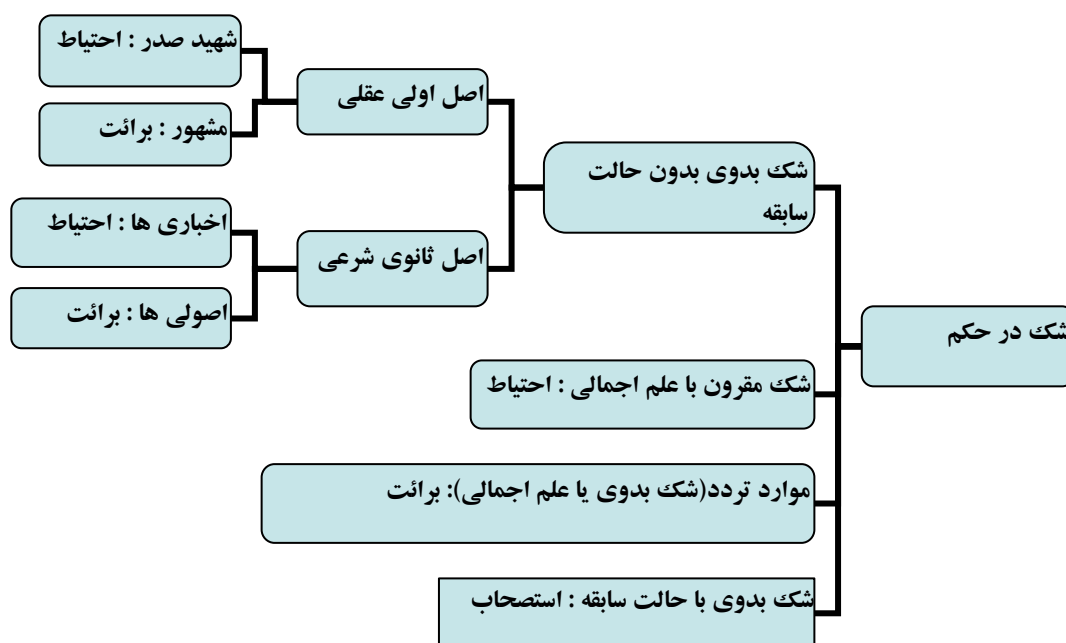 شک در حکم
شک بدوی بدون حالت
سابقه
اصل اولی عقلی
شهید صدر : احتیاط
مشهور : برائت
اصل ثانوی شرعی
اخباری ها : احتیاط
اصولی ها : برائت
شک مقرون با علم اجمالی : احتیاط
موارد تردد(شک بدوی یا علم اجمالی): برائت
شک بدوی با حالت سابقه : استصحاب